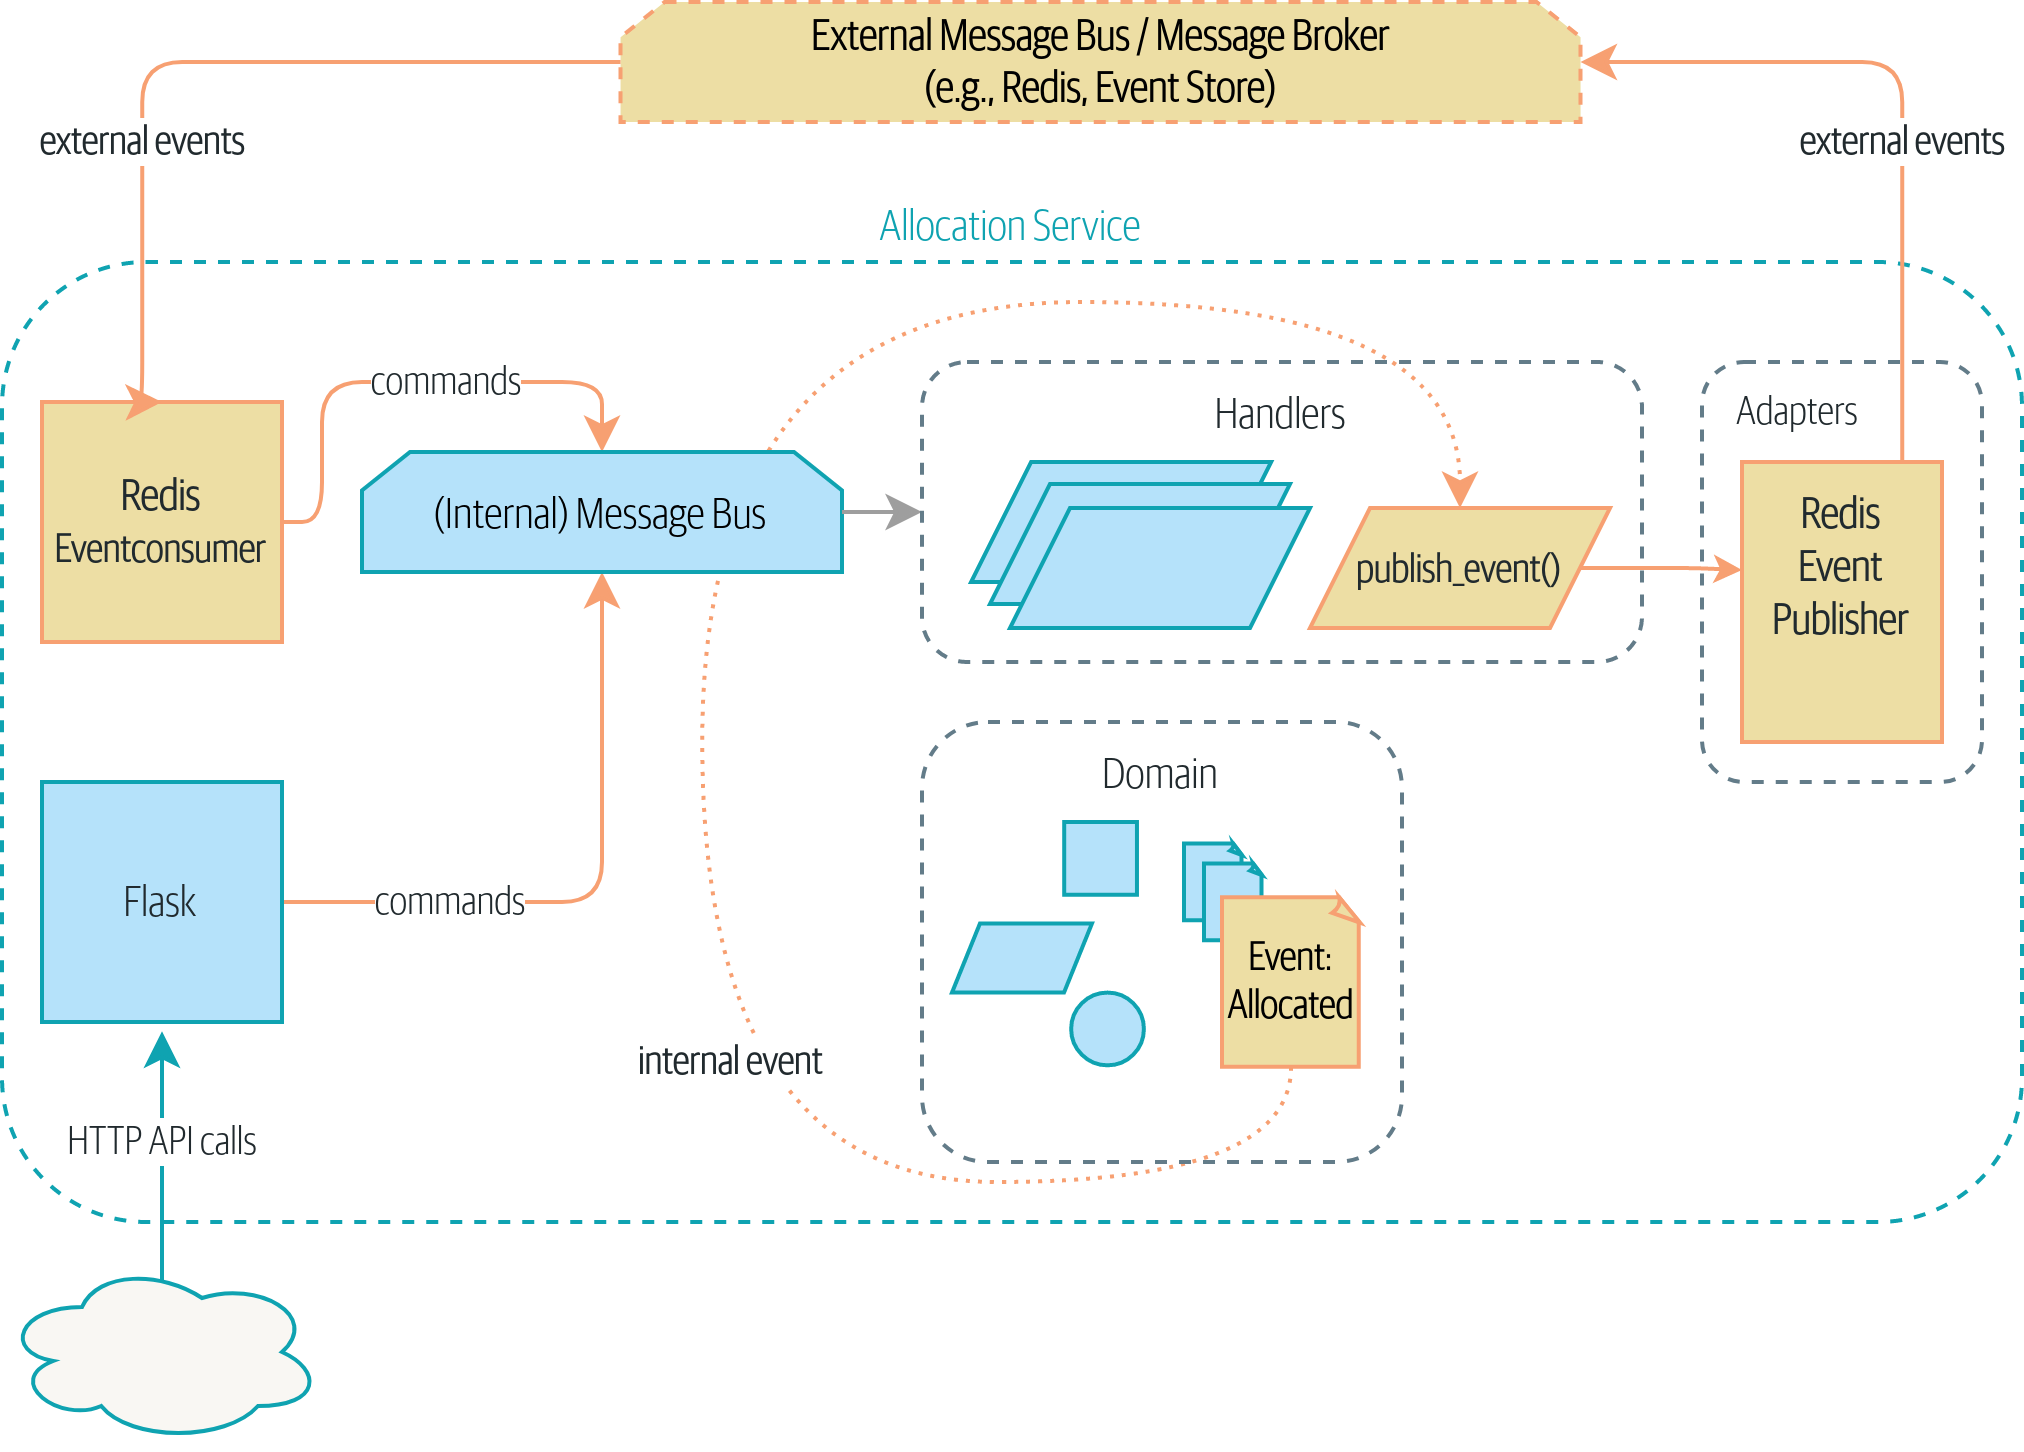 External Message Bus / Message Broker
(e.g., Redis, Event Store)
external events
external events
Allocation Service
commands
Handlers
Adapters
Redis
Eventconsumer
(Internal) Message Bus
publish_event()
Redis
Event
Publisher
Domain
Flask
commands
Event:
Allocated
internal event
HTTP API calls